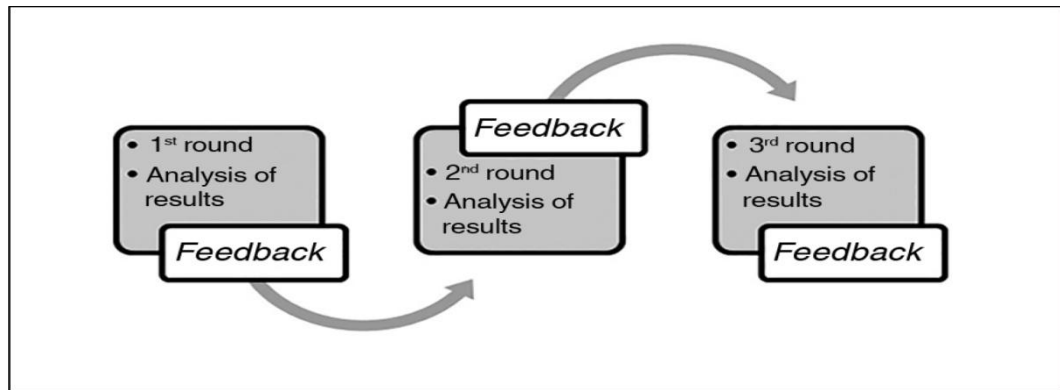 • 1st round
• Analysis of
results
Feedback
Feedback
• 2nd round
• Analysis of
results
• 3rd round
• Analysis of
results
Feedback